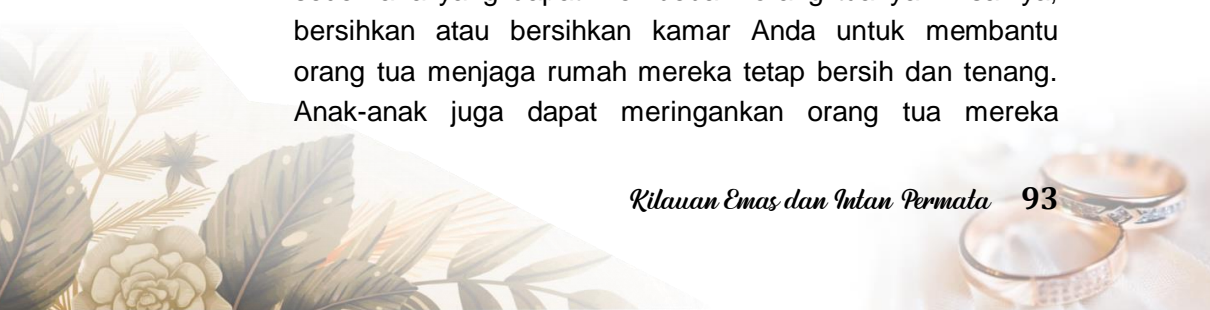 bersihkan atau bersihkan kamar Anda untuk membantu
orang tua menjaga rumah mereka tetap bersih dan tenang.
Anak-anak juga dapat meringankan orang tua mereka
Kilauan Emas dan Intan Permata 93